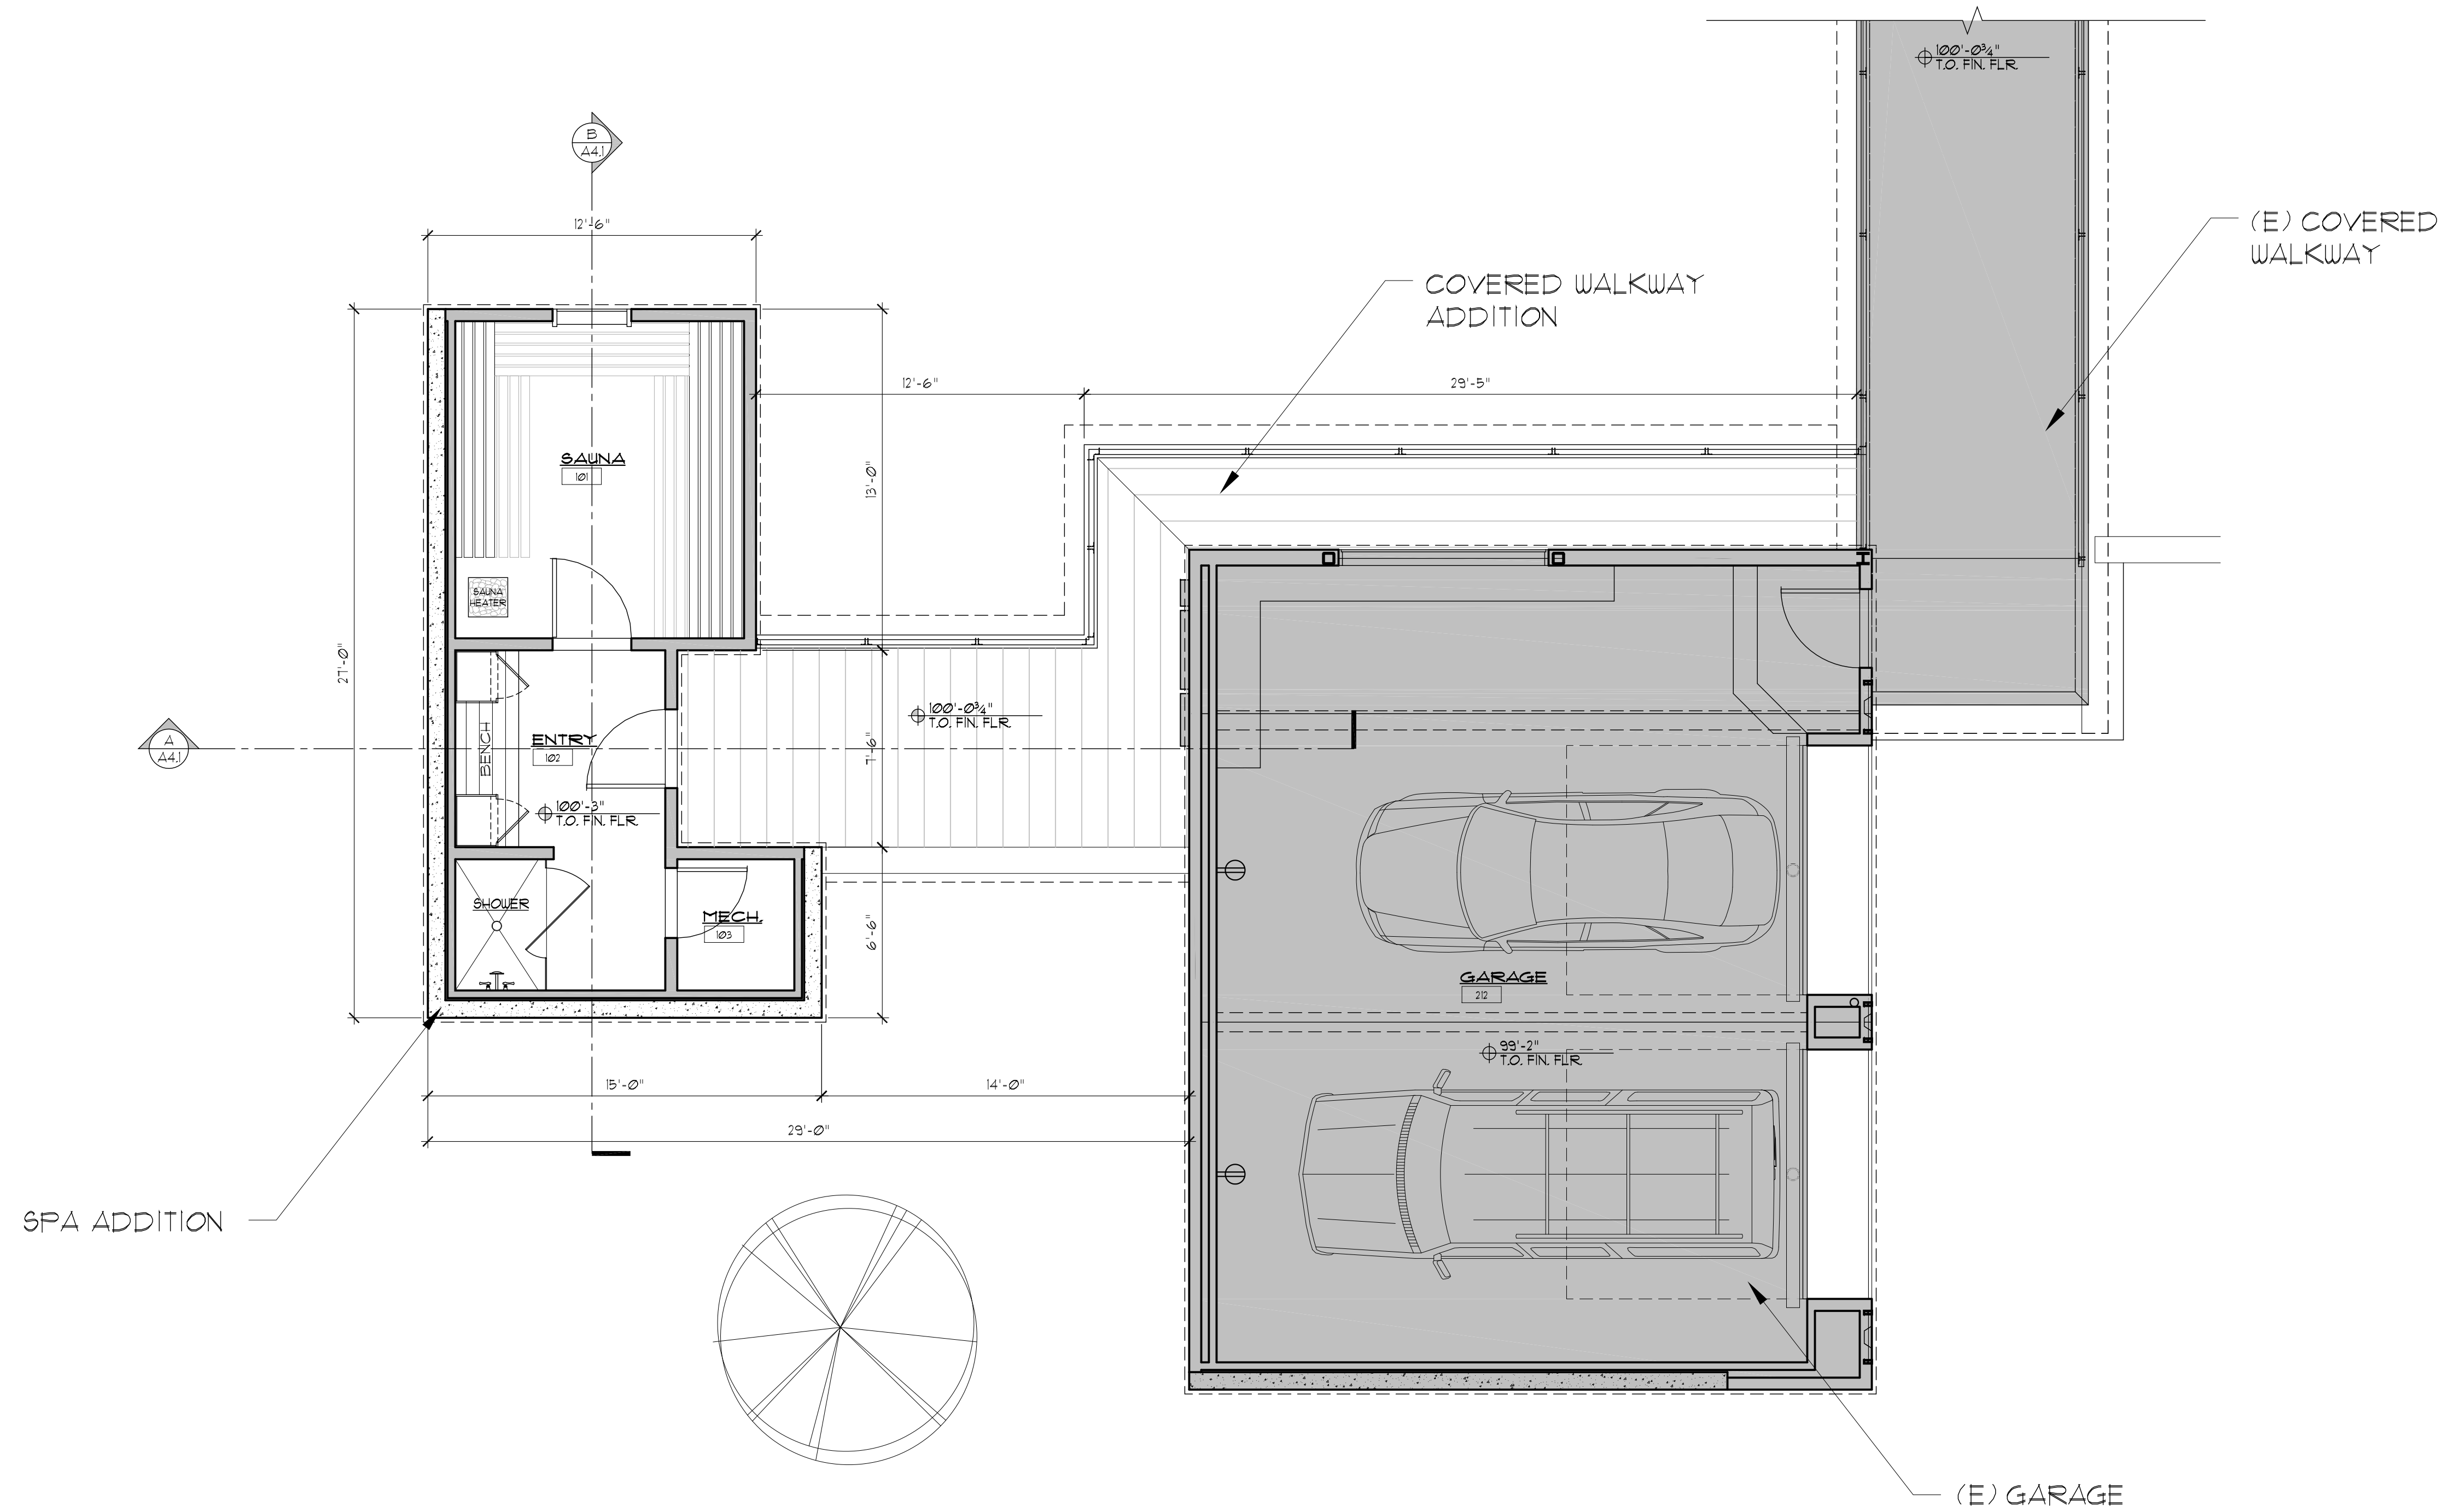 100'-0¾"
T.O. FIN. FLR.
B
A4.1
(E) COVERED
WALKWAY
12'-6"
COVERED WALKWAY
ADDITION
12'-6"
29'-5"
SAUNA
101
13'-0"
SAUNA
HEATER
27'-0"
100'-0¾"
T.O. FIN. FLR.
A
A4.1
ENTRY
102
BENCH
7'-6"
100'-3"
T.O. FIN. FLR.
SHOWER
MECH.
103
6'-6"
GARAGE
212
99'-2"
T.O. FIN. FLR.
15'-0"
14'-0"
29'-0"
SPA ADDITION
(E) GARAGE